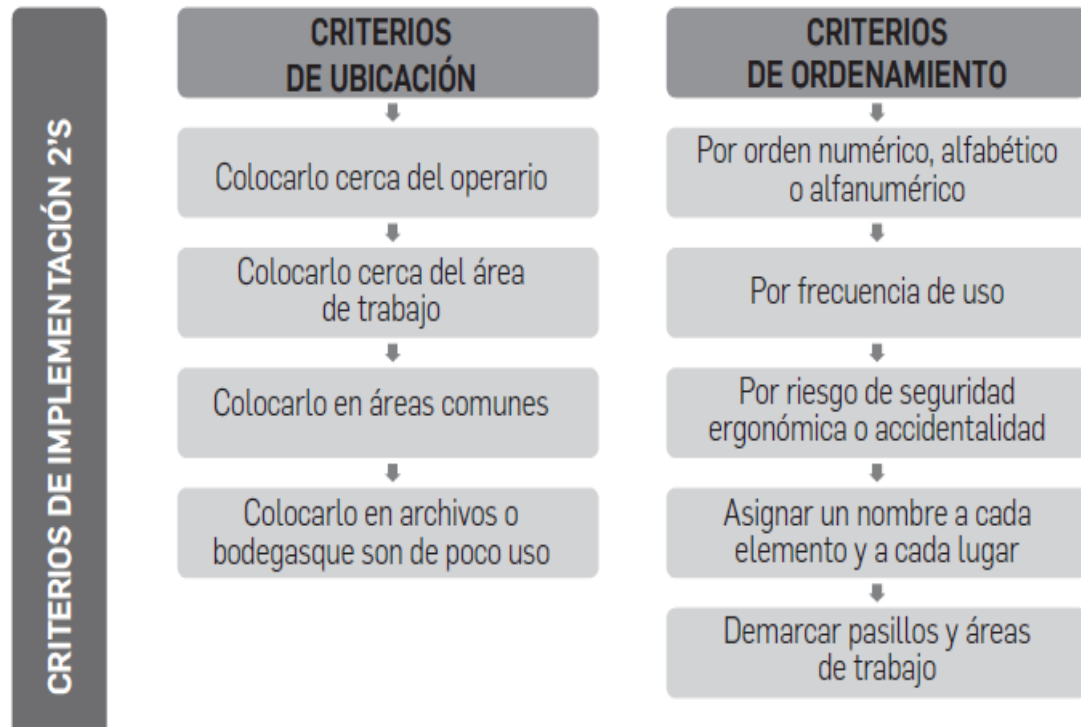 CRITERIOS DE IMPLEMENTACIÓN 2'S
CRITERIOS
DE UBICACIÓN
Colocarlo cerca del operario
Colocarlo cerca del área
de trabajo
Colocarlo en áreas comunes
Colocarlo en archivos o
bodegasque son de poco uso
CRITERIOS
DE ORDENAMIENTO
Por orden numérico, alfabético
o alfanumérico
Por frecuencia de uso
Por riesgo de seguridad
ergonómica o accidentalidad
Asignar un nombre a cada
elemento y a cada lugar
Demarcar pasillos y áreas
de trabajo